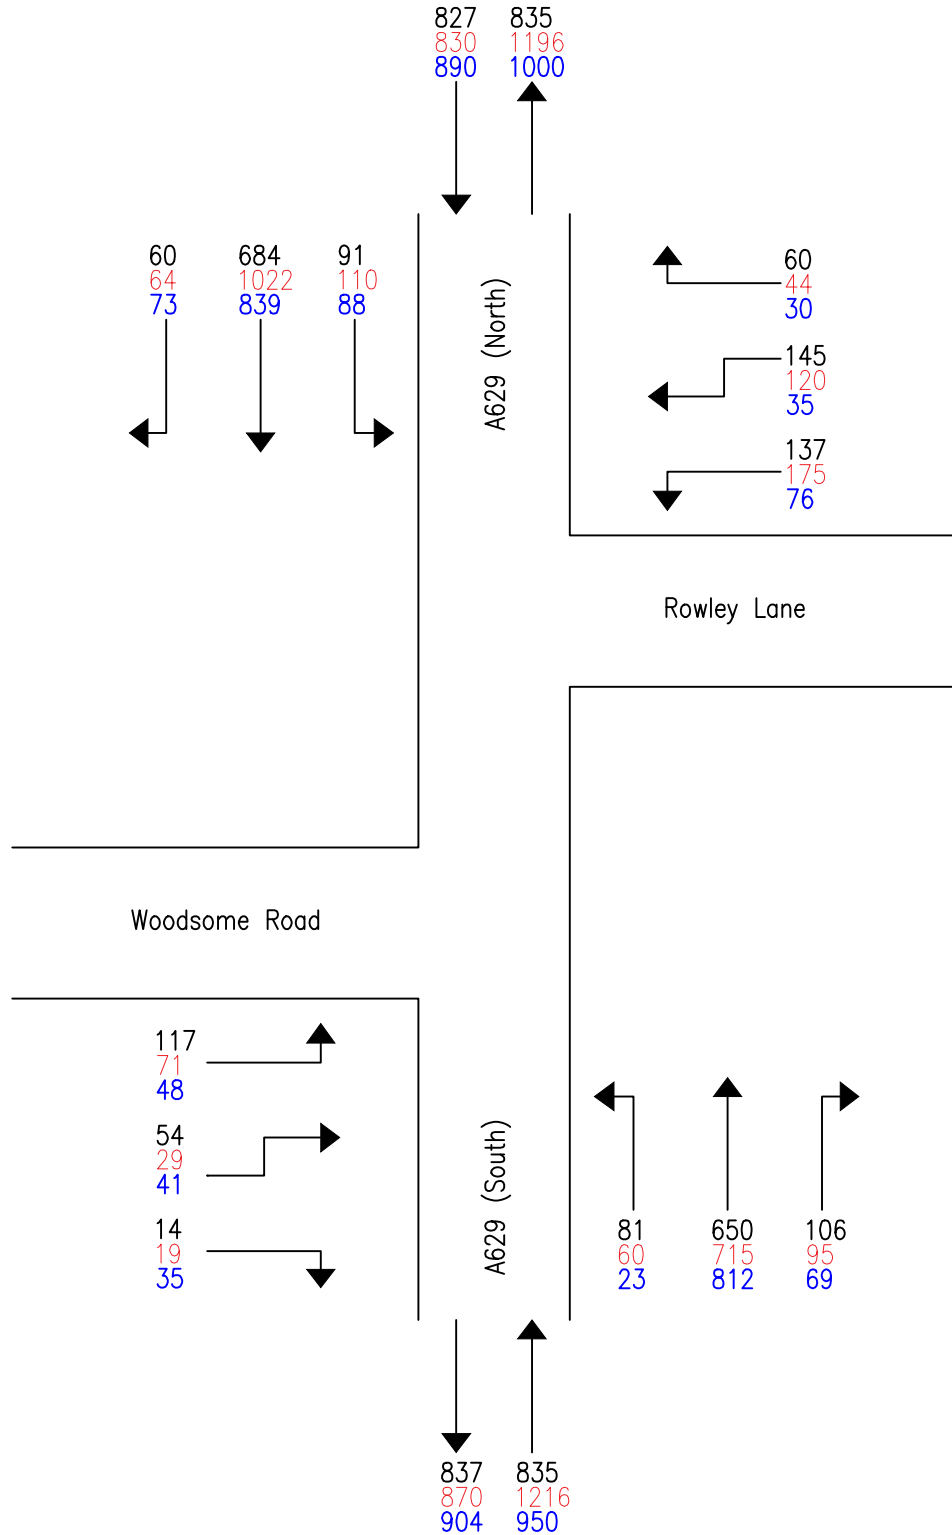 827 835
830 1196
890 1000
60 684 91
64 1022 110
73 839 88
60
44
30
145
120
35
137
175
76
A629 (North)
Rowley Lane
Woodsome Road
117
71
48
54
29
41
14
19
35
A629 (South)
81 650 106
60 715 95
23 812 69
837 835
870 1216
904 950